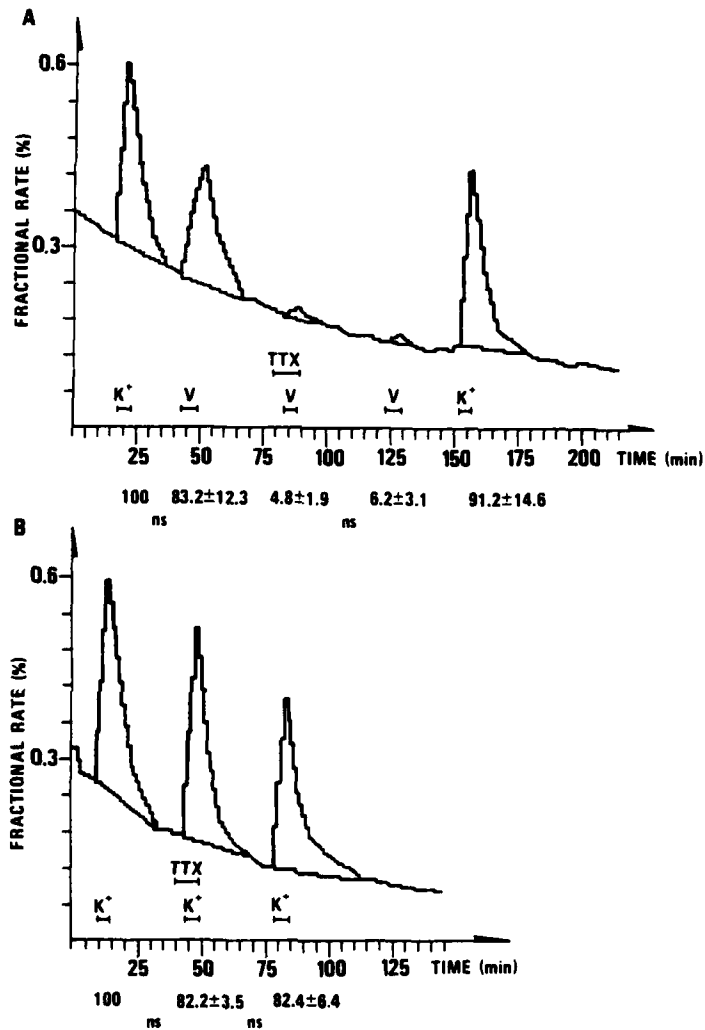 A
FRACTIONAL RATE (%)
0.6
0.3
TTX
K⁺ V V V K⁺
25 50 75 100 125 150 175 200 TIME (min)
100 83.2±12.3 4.8±1.9 6.2±3.1 91.2±14.6
ns ns
B
FRACTIONAL RATE (%)
0.6
0.3
TTX
K⁺ K⁺ K⁺
25 50 75 100 125 TIME (min)
100 82.2±3.5 82.4±6.4
ns ns